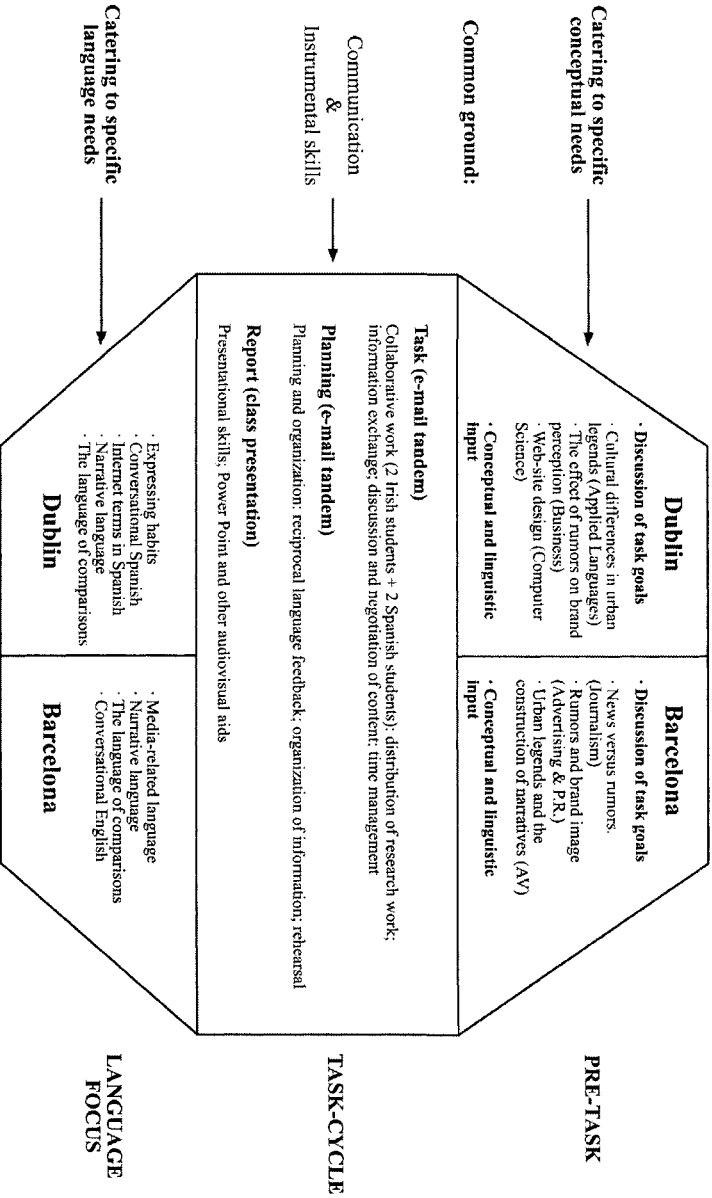 Catering to specific
conceptual needs
Dublin
· Discussion of task goals
· Cultural differences in urban
legends (Applied Languages)
· The effect of rumors on brand
perception (Business)
· Web-site design (Computer
Science)
· Conceptual and linguistic
input
Barcelona
· Discussion of task goals
· News versus rumors.
(Journalism)
· Rumors and brand image
(Advertising & P.R.)
· Urban legends and the
construction of narratives (AV)
· Conceptual and linguistic
input
PRE-TASK
Common ground:
Communication
&
Instrumental skills
Task (e-mail tandem)
Collaborative work (2 Irish students + 2 Spanish students): distribution of research work;
information exchange; discussion and negotiation of content; time management
Planning (e-mail tandem)
Planning and organization: reciprocal language feedback; organization of information; rehearsal
Report (class presentation)
Presentational skills; Power Point and other audiovisual aids
TASK-CYCLE
Catering to specific
language needs
· Expressing habits
· Conversational Spanish
· Internet terms in Spanish
· Narrative language
· The language of comparisons
Dublin
· Media-related language
· Narrative language
· The language of comparisons
· Conversational English
Barcelona
LANGUAGE
FOCUS